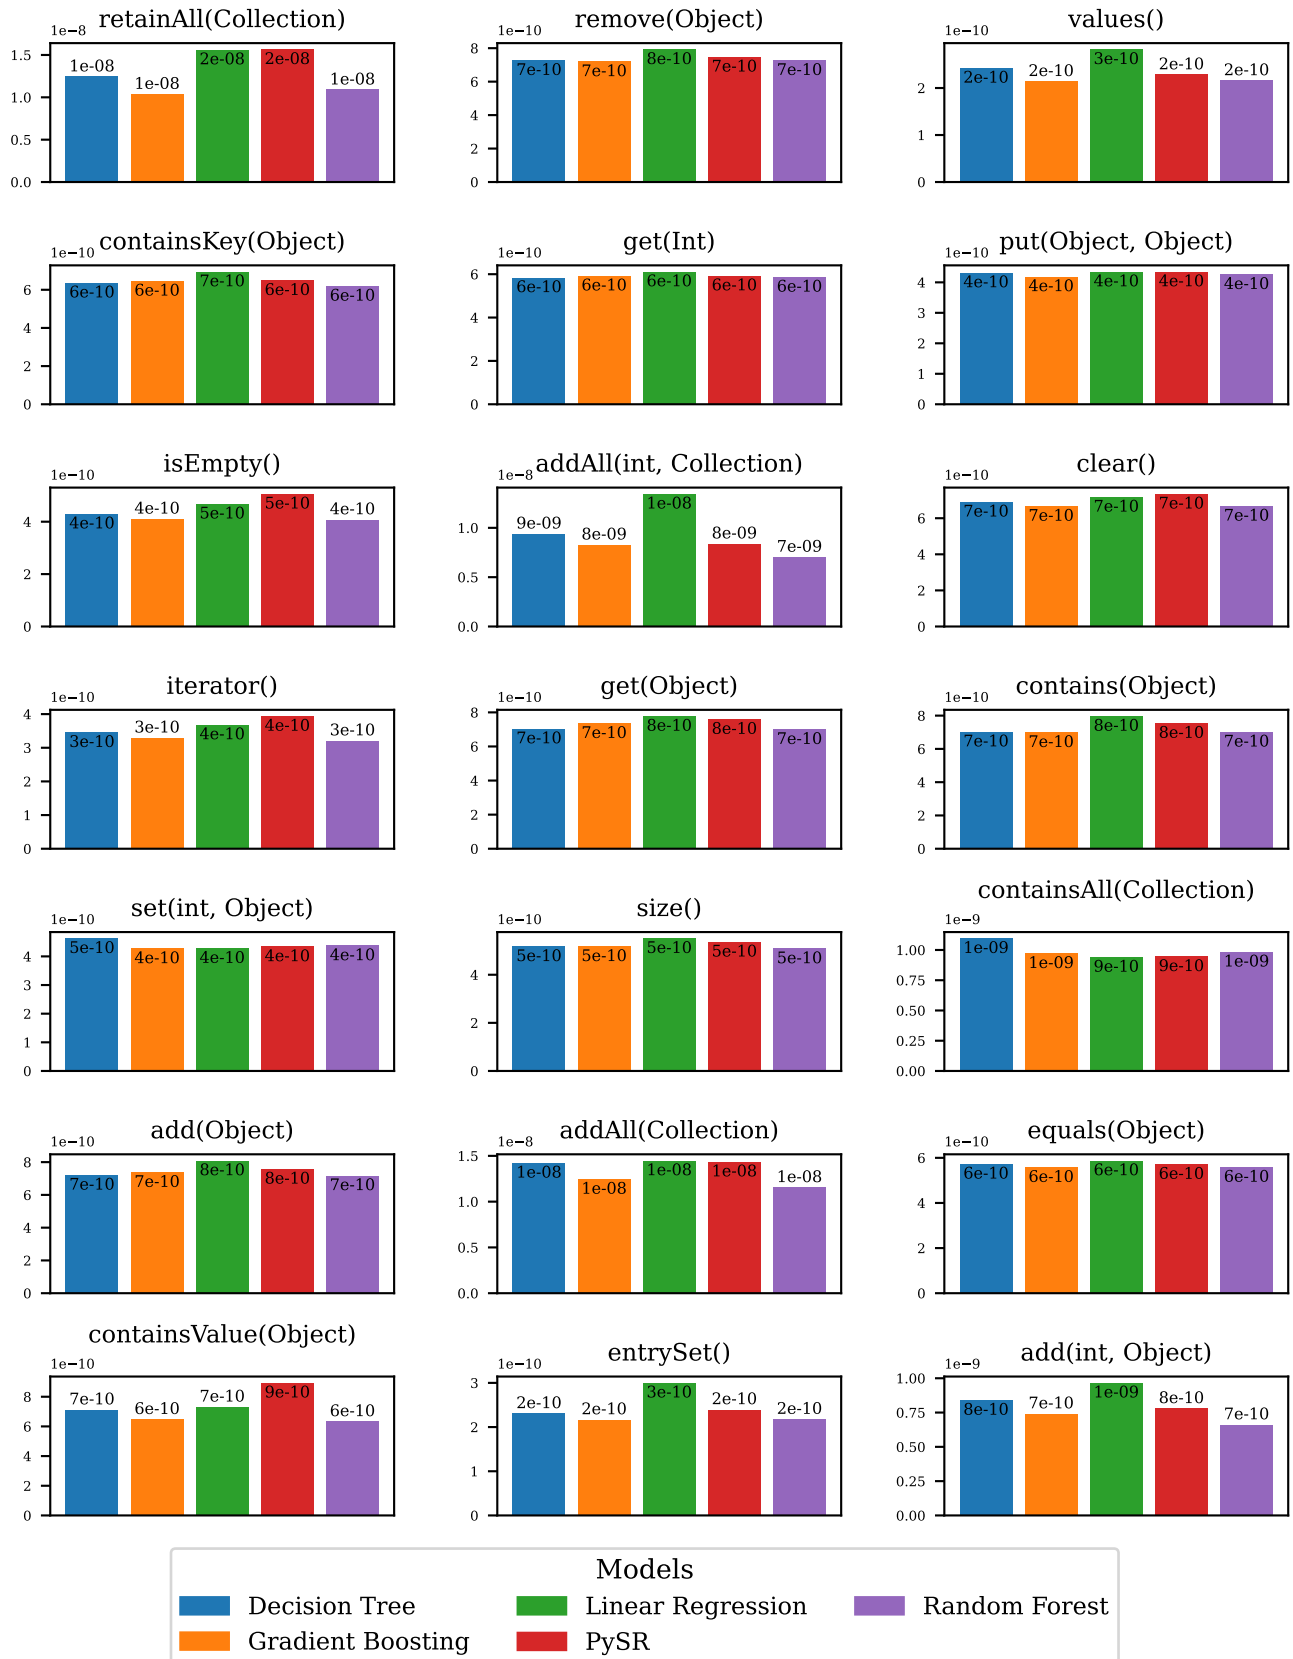 retainAll(Collection)
1e−8
1.5
1.0
0.5
0.0
1e-08
1e-08
2e-08
2e-08
1e-08
remove(Object)
1e−10
8
6
4
2
0
7e-10
7e-10
8e-10
7e-10
7e-10
values()
1e−10
2
1
0
2e-10
2e-10
3e-10
2e-10
2e-10
containsKey(Object)
1e−10
6
4
2
0
6e-10
6e-10
7e-10
6e-10
6e-10
get(Int)
1e−10
6
4
2
0
6e-10
6e-10
6e-10
6e-10
6e-10
put(Object, Object)
1e−10
4
3
2
1
0
4e-10
4e-10
4e-10
4e-10
4e-10
isEmpty()
1e−10
4
2
0
4e-10
4e-10
5e-10
5e-10
4e-10
addAll(int, Collection)
1e−8
1.0
0.5
0.0
9e-09
8e-09
1e-08
8e-09
7e-09
clear()
1e−10
6
4
2
0
7e-10
7e-10
7e-10
7e-10
7e-10
iterator()
1e−10
4
3
2
1
0
3e-10
3e-10
4e-10
4e-10
3e-10
get(Object)
1e−10
8
6
4
2
0
7e-10
7e-10
8e-10
8e-10
7e-10
contains(Object)
1e−10
8
6
4
2
0
7e-10
7e-10
8e-10
8e-10
7e-10
set(int, Object)
1e−10
4
3
2
1
0
5e-10
4e-10
4e-10
4e-10
4e-10
size()
1e−10
4
2
0
5e-10
5e-10
5e-10
5e-10
5e-10
containsAll(Collection)
1e−9
1.00
0.75
0.50
0.25
0.00
1e-09
1e-09
9e-10
9e-10
1e-09
add(Object)
1e−10
8
6
4
2
0
7e-10
7e-10
8e-10
8e-10
7e-10
addAll(Collection)
1e−8
1.5
1.0
0.5
0.0
1e-08
1e-08
1e-08
1e-08
1e-08
equals(Object)
1e−10
6
4
2
0
6e-10
6e-10
6e-10
6e-10
6e-10
containsValue(Object)
1e−10
8
6
4
2
0
7e-10
6e-10
7e-10
9e-10
6e-10
entrySet()
1e−10
3
2
1
0
2e-10
2e-10
3e-10
2e-10
2e-10
add(int, Object)
1e−9
1.00
0.75
0.50
0.25
0.00
8e-10
7e-10
1e-09
8e-10
7e-10
Models
Decision Tree
Gradient Boosting
Linear Regression
PySR
Random Forest